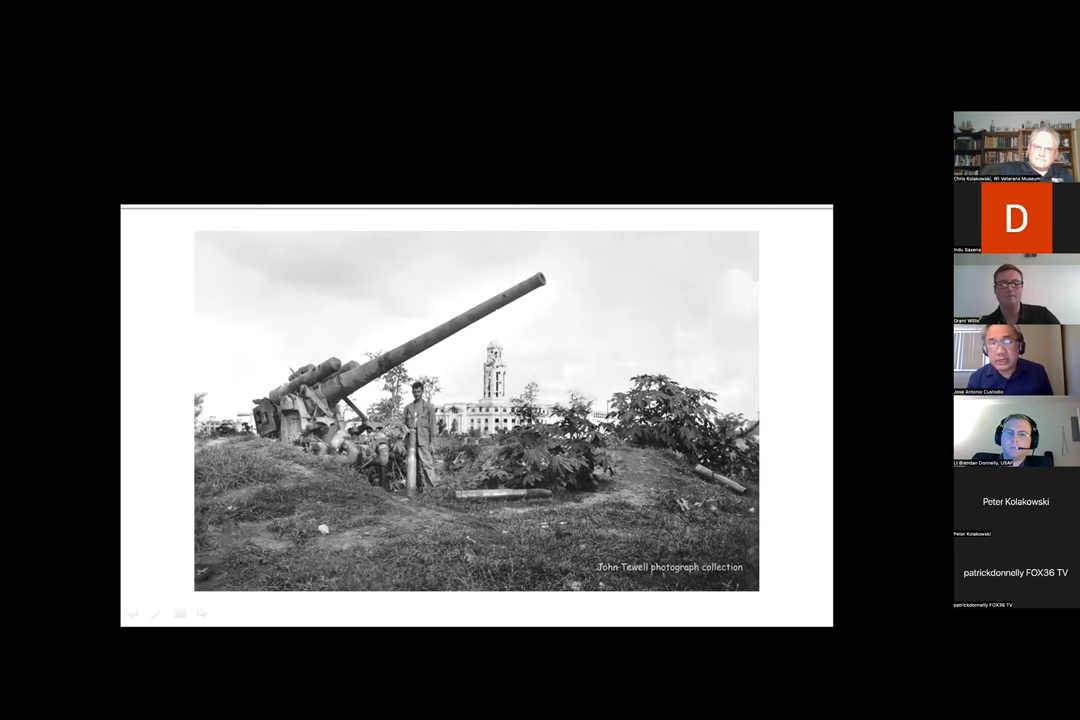 John Tewell photograph collection
Chris Kolakowski, WI Veterans Museum
D
Indu Saxena
Grant Willis
Jose Antonio Custodio
Lt Brendan Donnelly, USAF
Peter Kolakowski
Peter Kolakowski
patrickdonnelly FOX36 TV
patrickdonnelly FOX36 TV